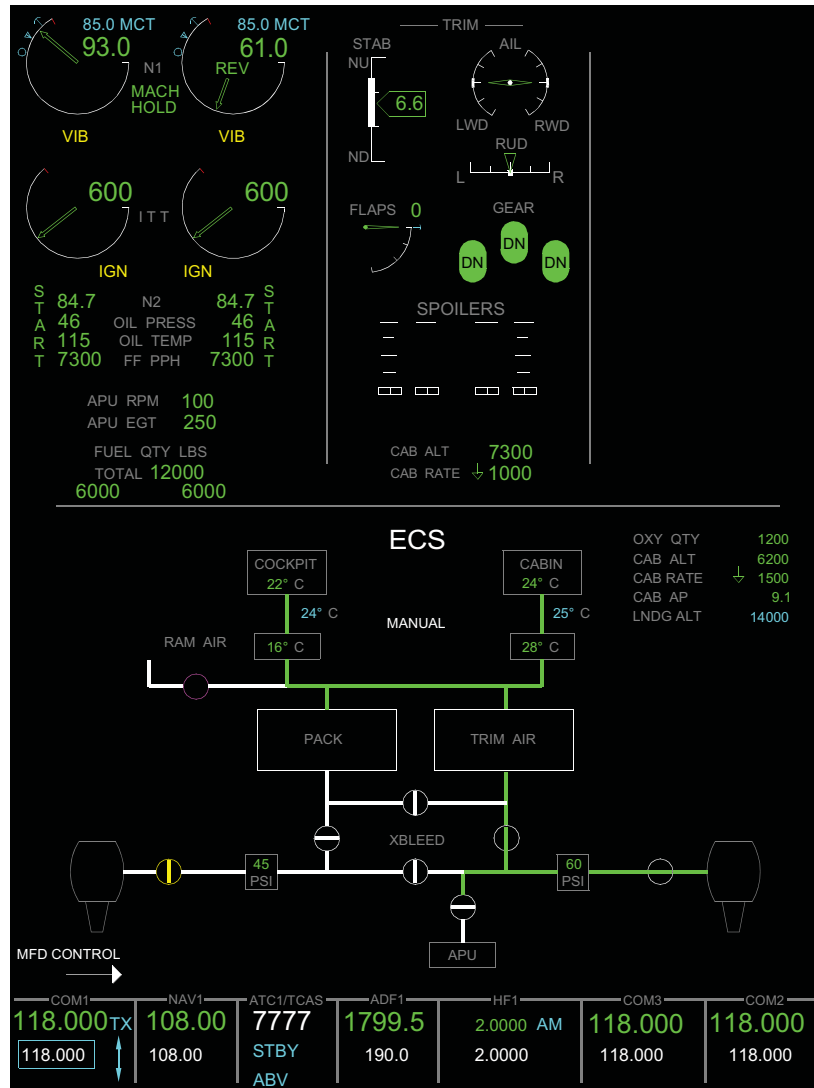 85.0 MCT 85.0 MCT
93.0 N1 61.0
REV
MACH
HOLD
VIB VIB
600 ITT 600
IGN IGN
START START
84.7 N2 84.7
46 OIL PRESS 46
115 OIL TEMP 115
7300 FF PPH 7300
APU RPM 100
APU EGT 250
FUEL QTY LBS
TOTAL 12000
6000 6000
TRIM
STAB AIL
NU
6.6
ND
LWD RWD
RUD
L R
FLAPS 0 GEAR
DN DN DN
SPOILERS
CAB ALT 7300
CAB RATE 1000
ECS
COCKPIT
22° C
CABIN
24° C
24° C
25° C
MANUAL
RAM AIR
16° C
28° C
OXY QTY 1200
CAB ALT 6200
CAB RATE 1500
CAB AP 9.1
LNDG ALT 14000
PACK TRIM AIR
XBLEED
45
PSI
60
PSI
APU
MFD CONTROL
COM1 NAV1 ATC1/TCAS ADF1 HF1 COM3 COM2
118.000 TX 108.00 7777 1799.5 2.0000 AM 118.000 118.000
118.000 108.00 STBY 190.0 2.0000 118.000 118.000
ABV